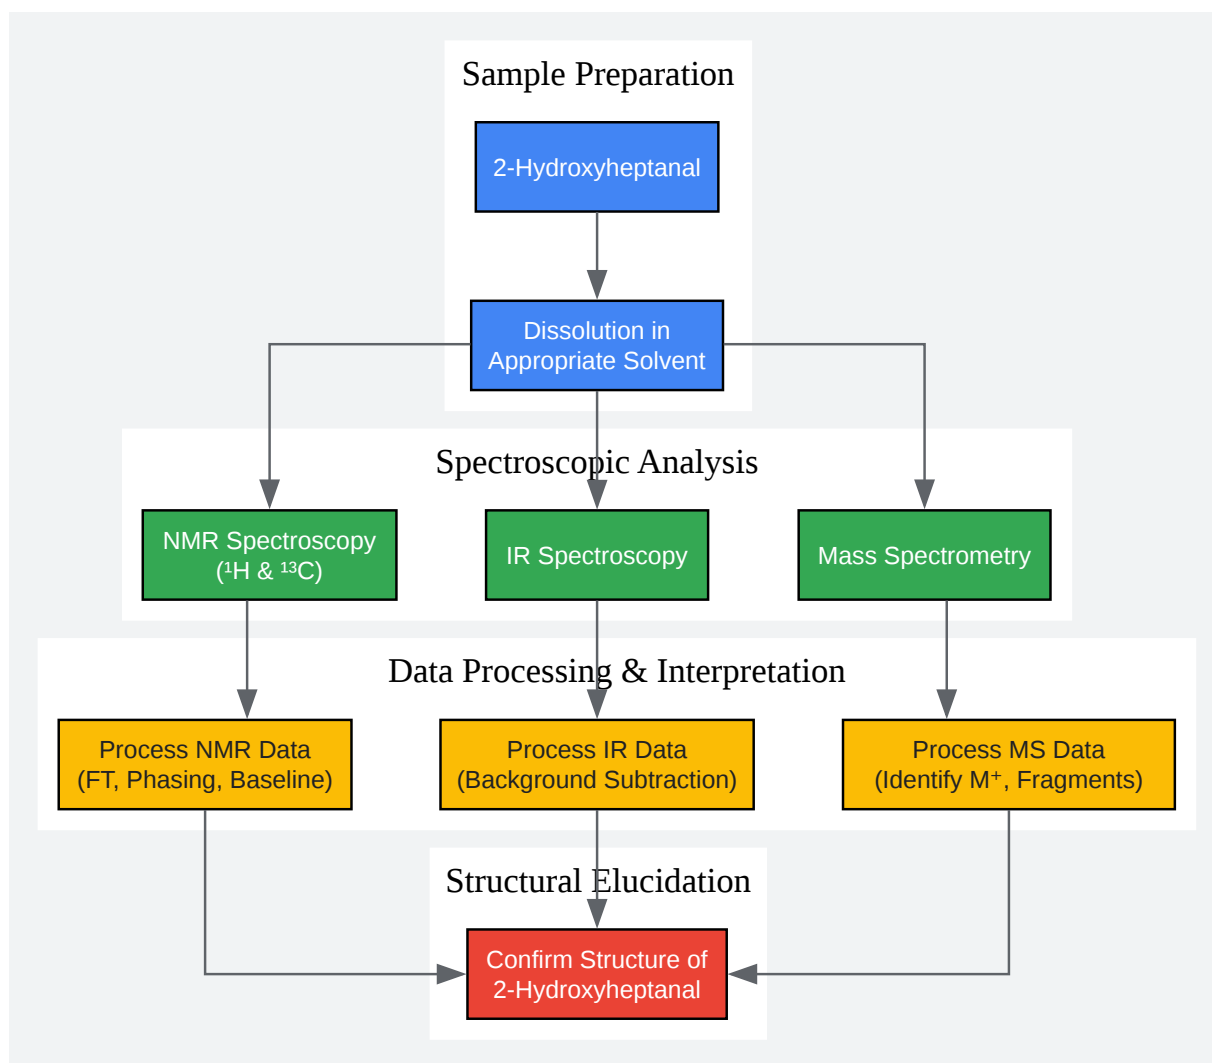 Sample Preparation
2-Hydroxyheptanal
Dissolution in
Appropriate Solvent
Spectroscopic Analysis
NMR Spectroscopy
(¹H & ¹³C)
IR Spectroscopy
Mass Spectrometry
Data Processing & Interpretation
Process NMR Data
(FT, Phasing, Baseline)
Process IR Data
(Background Subtraction)
Process MS Data
(Identify M⁺, Fragments)
Structural Elucidation
Confirm Structure of
2-Hydroxyheptanal